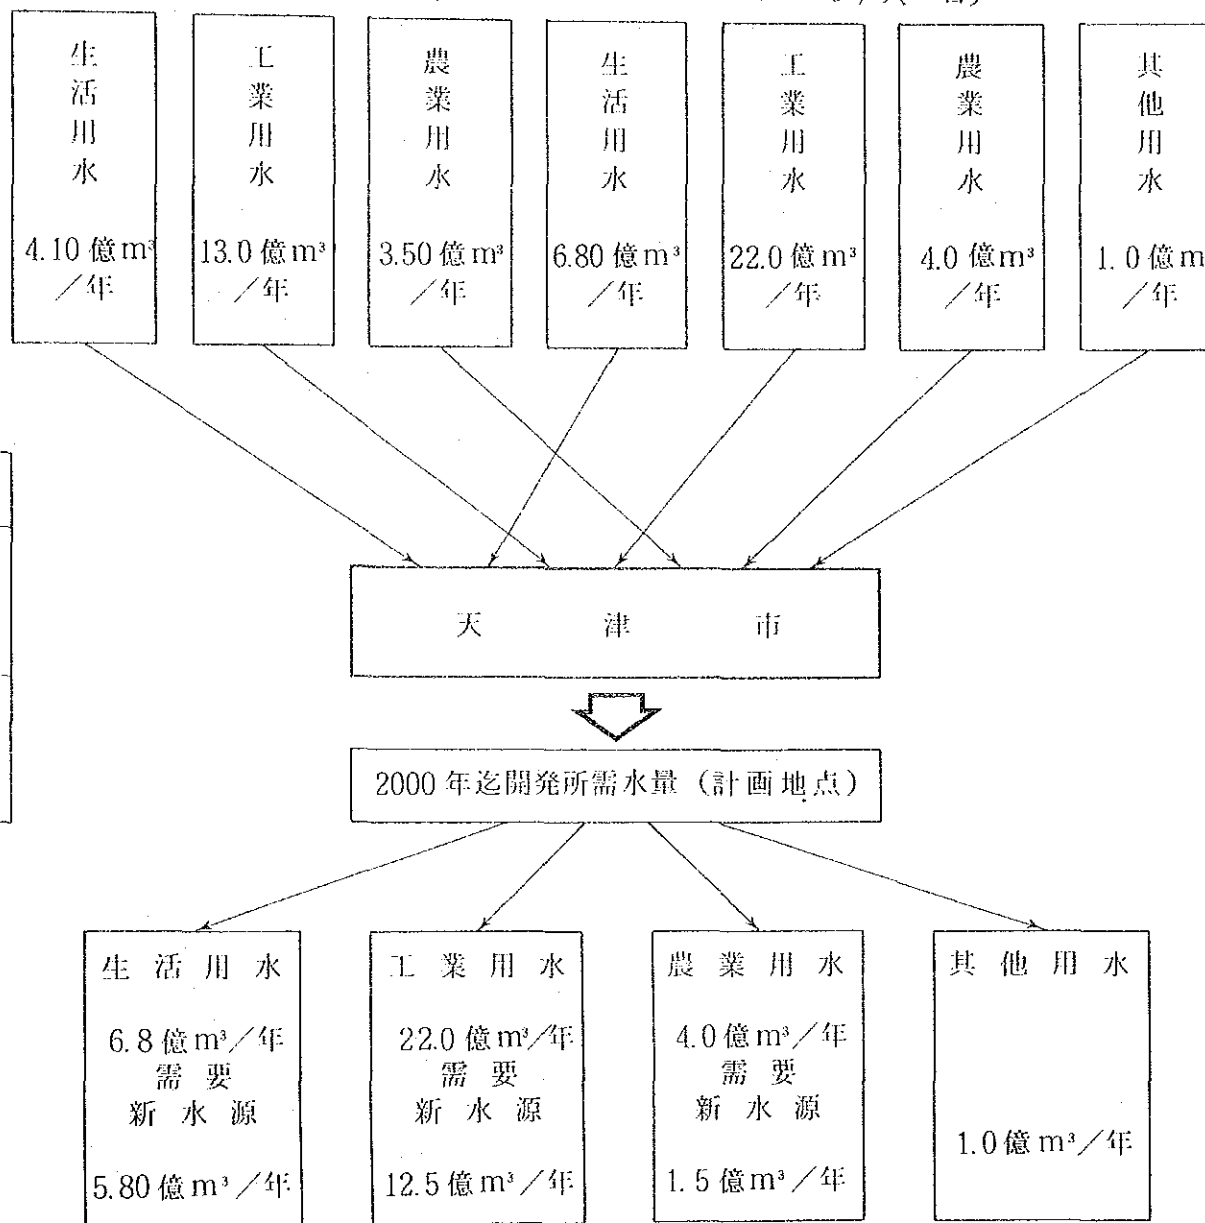 生活用水
4.10億m³
／年
工業用水
13.0億m³
／年
農業用水
3.50億m³
／年
生活用水
6.80億m³
／年
工業用水
22.0億m³
／年
農業用水
4.0億m³
／年
其他用水
1.0億m
／年
天津市
2000年迄開発所需水量（計画地点）
生活用水
6.8億m³／年
需要
新水源
5.80億m³／年
工業用水
22.0億m³／年
需要
新水源
12.5億m³／年
農業用水
4.0億m³／年
需要
新水源
1.5億m³／年
其他用水
1.0億m³／年